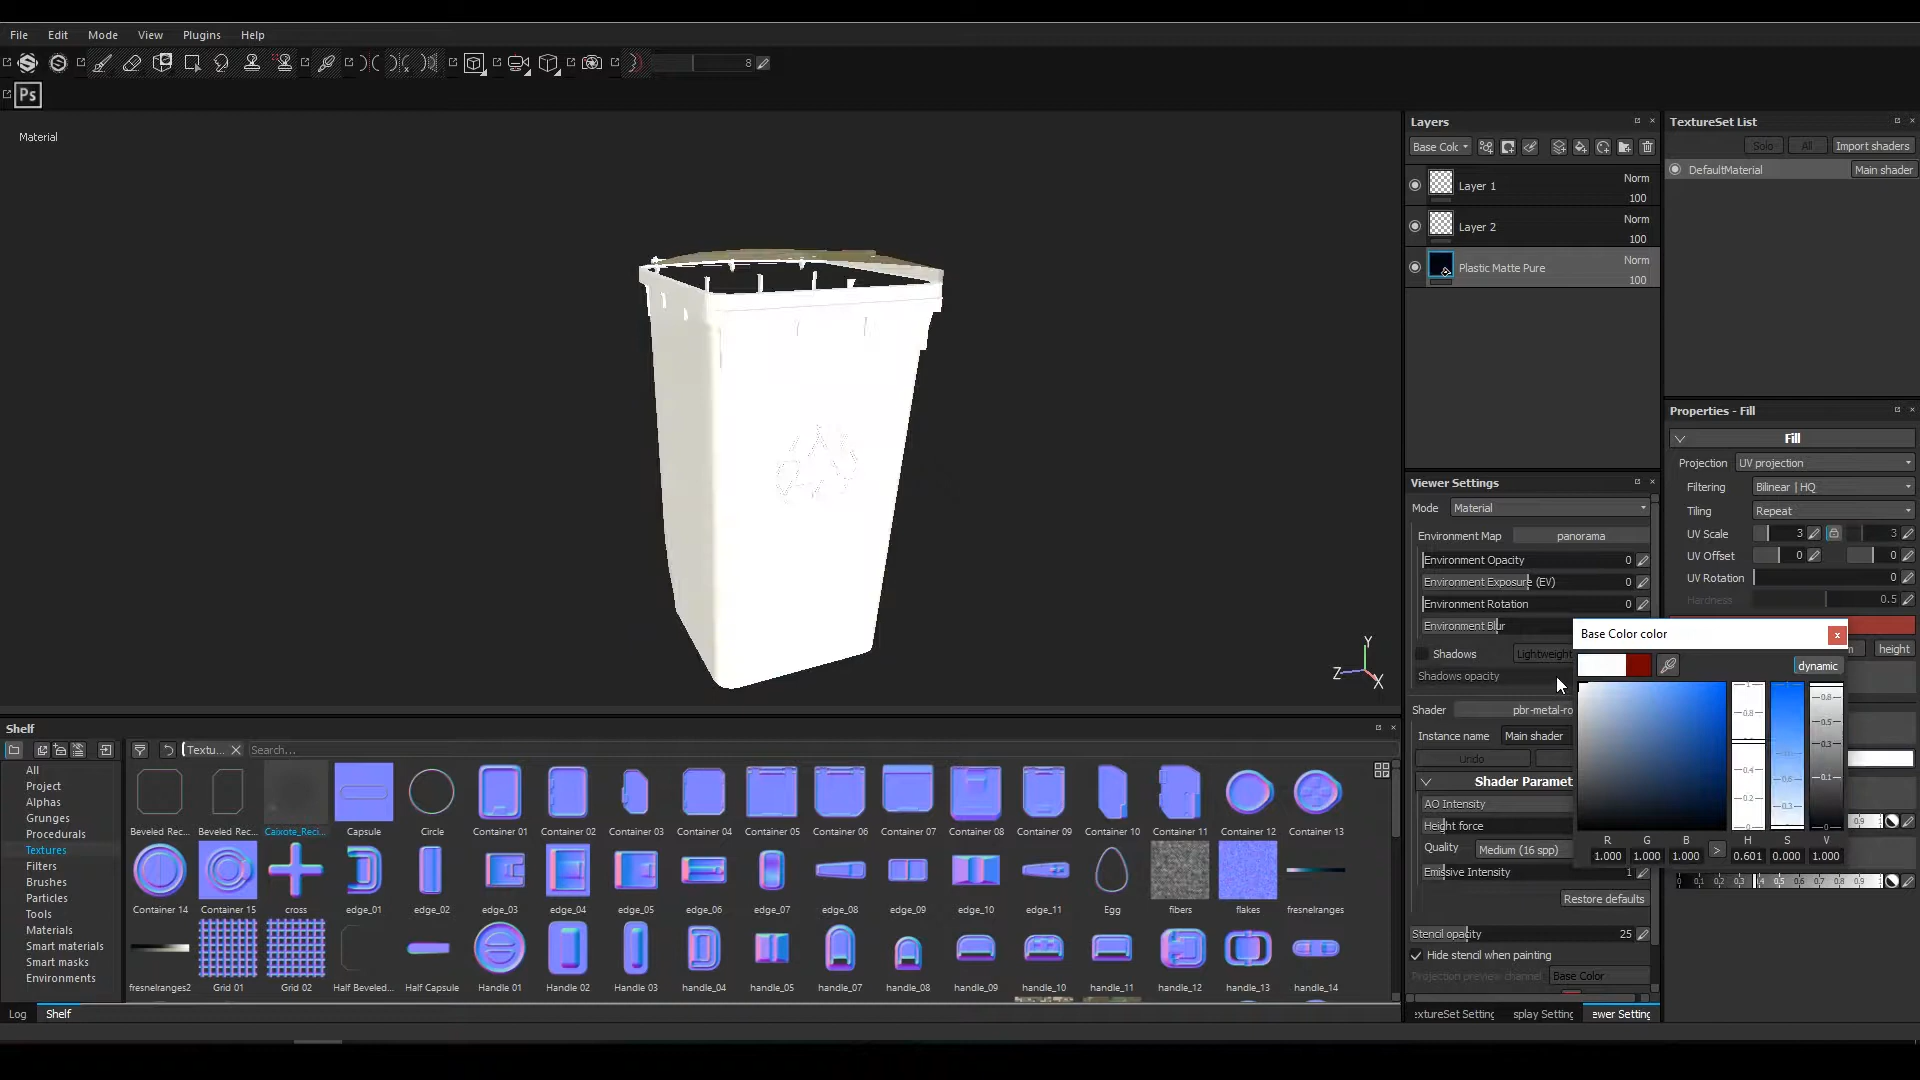 File Edit Mode View Plugins Help
8
Ps
Material
Layers
Base Colc
Layer 1 Norm 100
Layer 2 Norm 100
Plastic Matte Pure Norm 100
TextureSet List
Solo All Import shaders
DefaultMaterial Main shader
Properties - Fill
Fill
Projection UV projection
Filtering Bilinear | HQ
Tiling Repeat
UV Scale 3 3
UV Offset 0 0
UV Rotation 0
Hardness 0.5
height
Viewer Settings
Mode Material
Environment Map panorama
Environment Opacity 0
Environment Exposure (EV) 0
Environment Rotation 0
Environment Blur
Shadows Lightweight
Shadows opacity
Shader pbr-metal-ro
Instance name Main shader
Undo
Shader Paramet
AO Intensity
Height force
Quality Medium (16 spp)
Emissive Intensity 1
Restore defaults
Stencil opacity 25
Hide stencil when painting
Projection preview channel Base Color
extureSet Setting splay Setting ewer Setting
Base Color color
dynamic
R G B H S V
1.000 1.000 1.000 > 0.601 0.000 1.000
0.9
Y
Z X
Shelf
Textu... Search...
All
Project
Alphas
Grunges
Procedurals
Textures
Filters
Brushes
Particles
Tools
Materials
Smart materials
Smart masks
Environments
Beveled Rec... Beveled Rec... Caixote_Reci... Capsule Circle Container 01 Container 02 Container 03 Container 04 Container 05 Container 06 Container 07 Container 08 Container 09 Container 10 Container 11 Container 12 Container 13
Container 14 Container 15 cross edge_01 edge_02 edge_03 edge_04 edge_05 edge_06 edge_07 edge_08 edge_09 edge_10 edge_11 Egg fibers flakes fresnelranges
fresnelranges2 Grid 01 Grid 02 Half Beveled... Half Capsule Handle 01 Handle 02 Handle 03 handle_04 handle_05 handle_06 handle_07 handle_08 handle_09 handle_10 handle_11 handle_12 handle_13 handle_14
Log Shelf